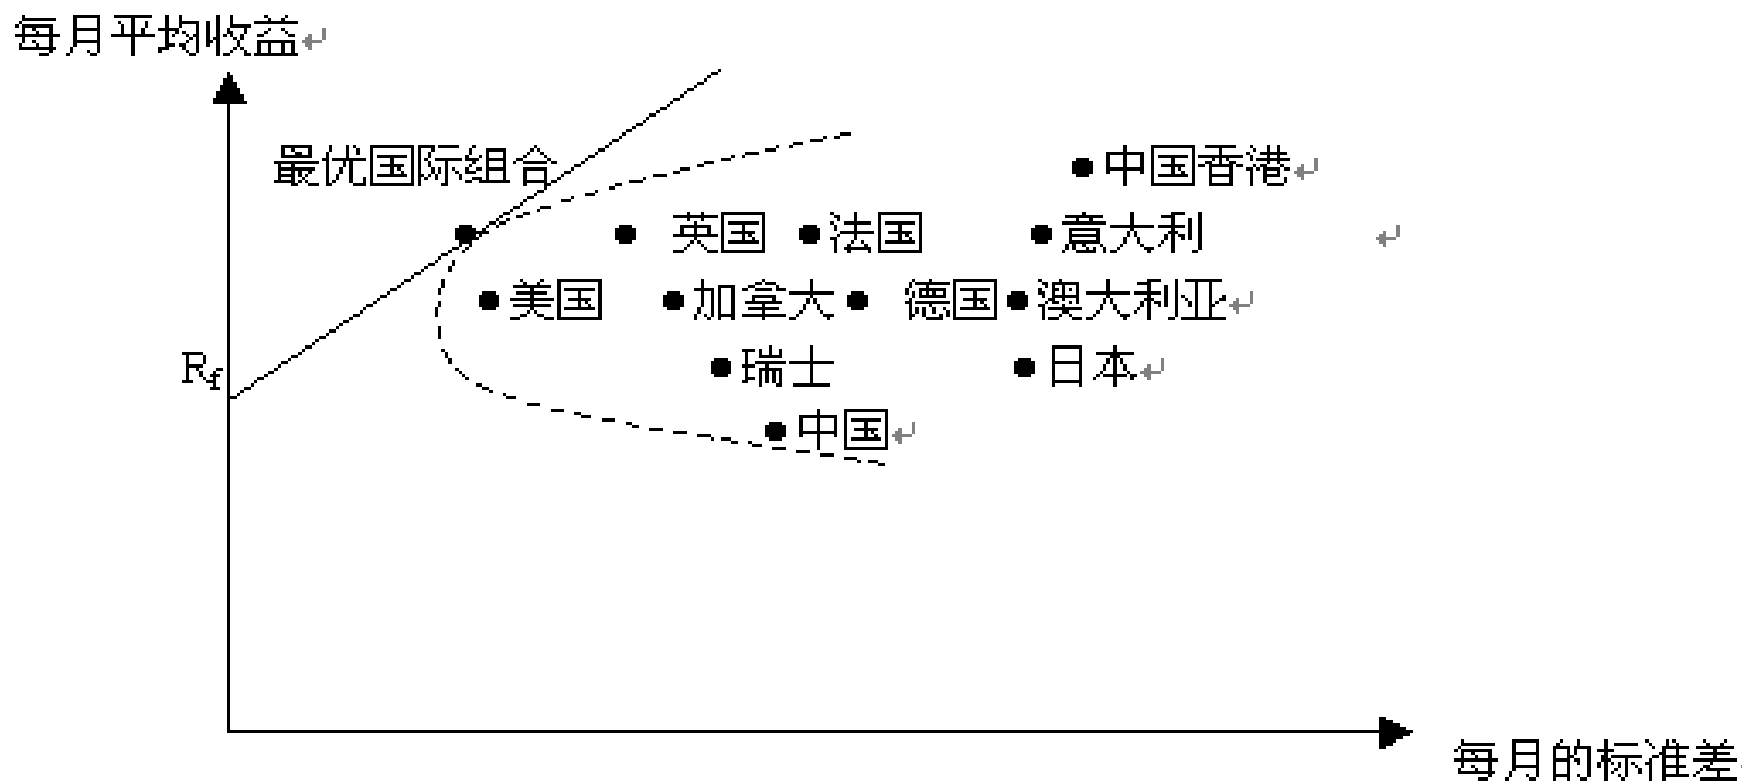 每月平均收益↵
最优国际组合 中国香港↵
英国 法国 意大利 ↵
美国 加拿大 德国 澳大利亚↵
R_f 瑞士 日本↵
中国↵
每月的标准差